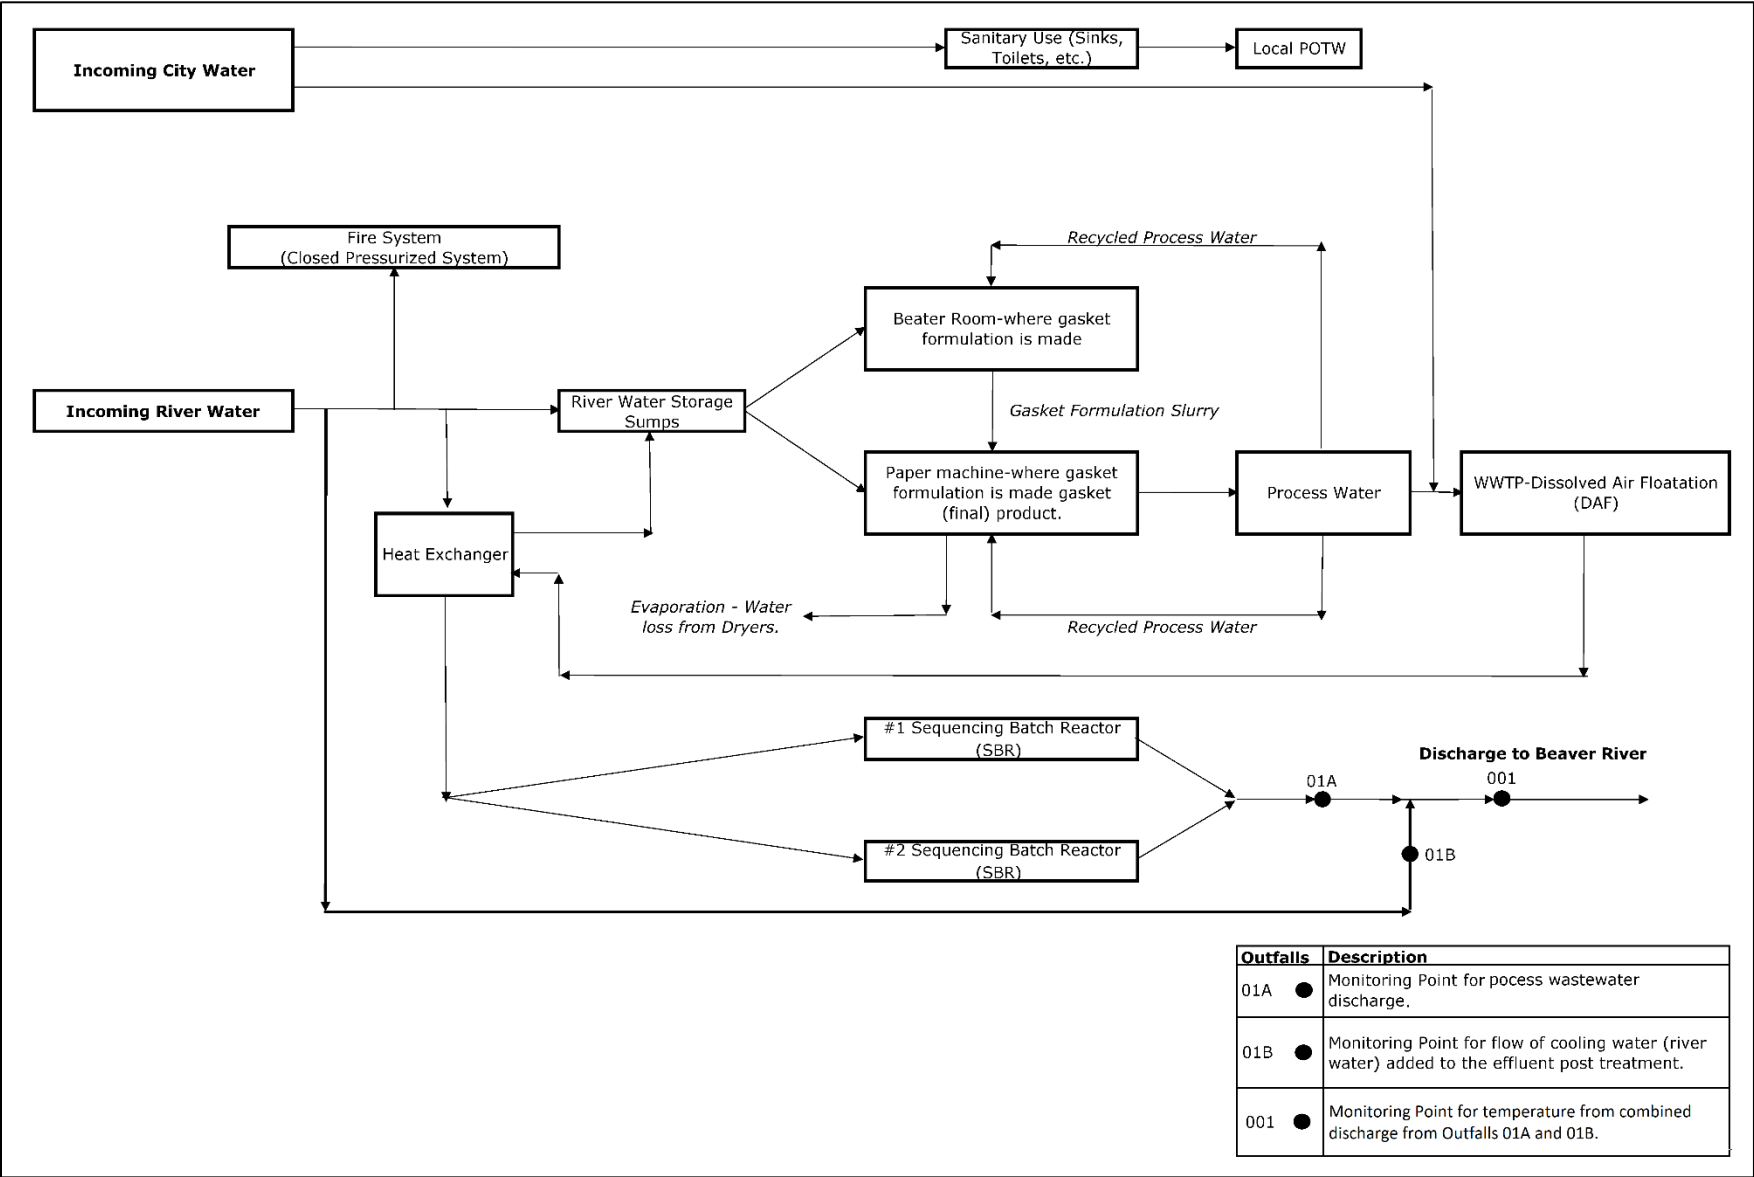 Incoming City Water
Sanitary Use (Sinks,
Toilets, etc.)
Local POTW
Fire System
(Closed Pressurized System)
Recycled Process Water
Beater Room-where gasket
formulation is made
Incoming River Water
River Water Storage
Sumps
Gasket Formulation Slurry
Paper machine-where gasket
formulation is made gasket
(final) product.
Process Water
WWTP-Dissolved Air Floatation
(DAF)
Heat Exchanger
Evaporation - Water
loss from Dryers.
Recycled Process Water
#1 Sequencing Batch Reactor
(SBR)
Discharge to Beaver River
01A
001
#2 Sequencing Batch Reactor
(SBR)
01B
Outfalls Description
01A Monitoring Point for pocess wastewater
discharge.
01B Monitoring Point for flow of cooling water (river
water) added to the effluent post treatment.
001 Monitoring Point for temperature from combined
discharge from Outfalls 01A and 01B.